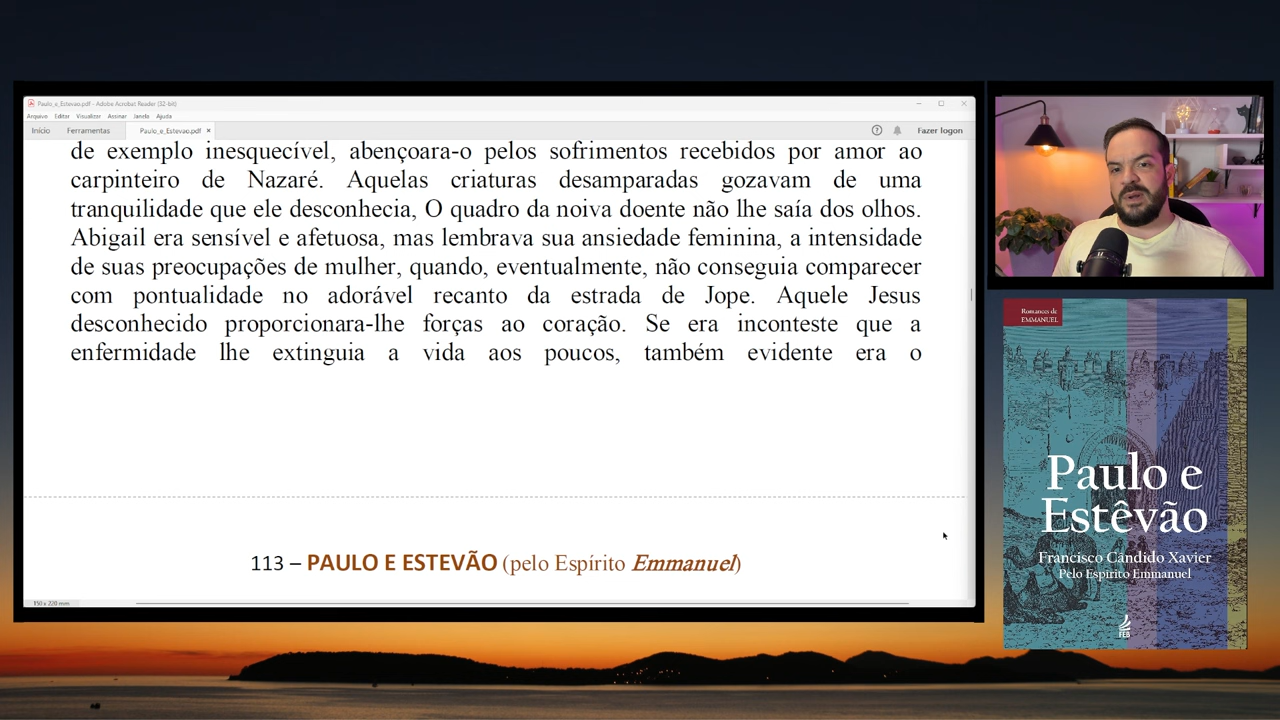 Paulo_e_Estevao.pdf - Adobe Acrobat Reader (32-bit)
Arquivo Editar Visualizar Assinar Janela Ajuda
Início Ferramentas Paulo_e_Estevao.pdf × Fazer logon
de exemplo inesquecível, abençoara-o pelos sofrimentos recebidos por amor ao
carpinteiro de Nazaré. Aquelas criaturas desamparadas gozavam de uma
tranquilidade que ele desconhecia, O quadro da noiva doente não lhe saía dos olhos.
Abigail era sensível e afetuosa, mas lembrava sua ansiedade feminina, a intensidade
de suas preocupações de mulher, quando, eventualmente, não conseguia comparecer
com pontualidade no adorável recanto da estrada de Jope. Aquele Jesus
desconhecido proporcionara-lhe forças ao coração. Se era inconteste que a
enfermidade lhe extinguia a vida aos poucos, também evidente era o
113 – PAULO E ESTEVÃO (pelo Espírito Emmanuel)
150 x 220 mm
Romances de
EMMANUEL
Paulo e
Estêvão
Francisco Cândido Xavier
Pelo Espírito Emmanuel
FEB